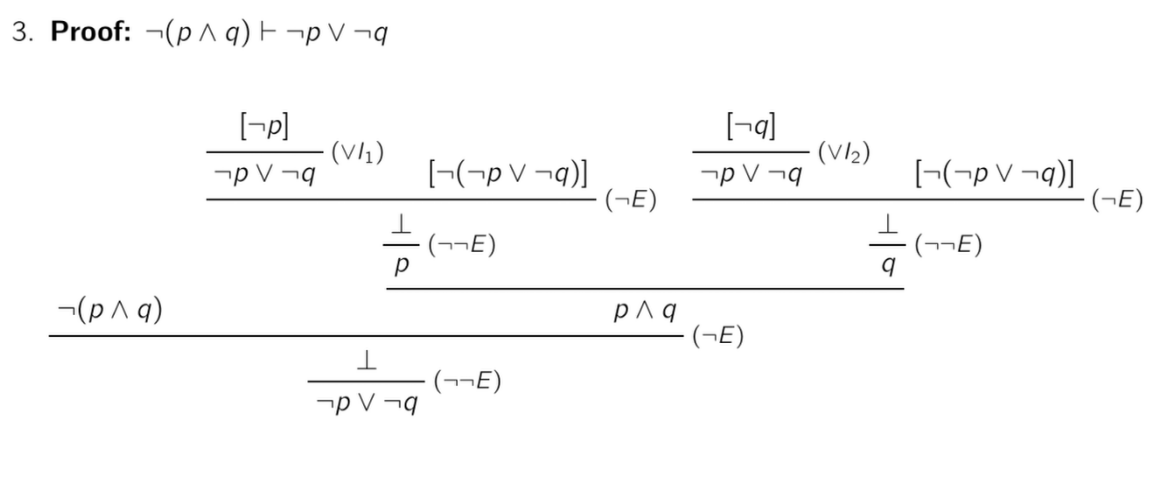 3. Proof: ¬(p ∧ q) ⊢ ¬p ∨ ¬q
[¬p] [¬q]
(∨I₁) (∨I₂)
¬p ∨ ¬q [¬(¬p ∨ ¬q)] ¬p ∨ ¬q [¬(¬p ∨ ¬q)]
(¬E) (¬E)
⊥ (¬¬E) ⊥ (¬¬E)
p q
¬(p ∧ q) p ∧ q
(¬E)
⊥
(¬¬E)
¬p ∨ ¬q